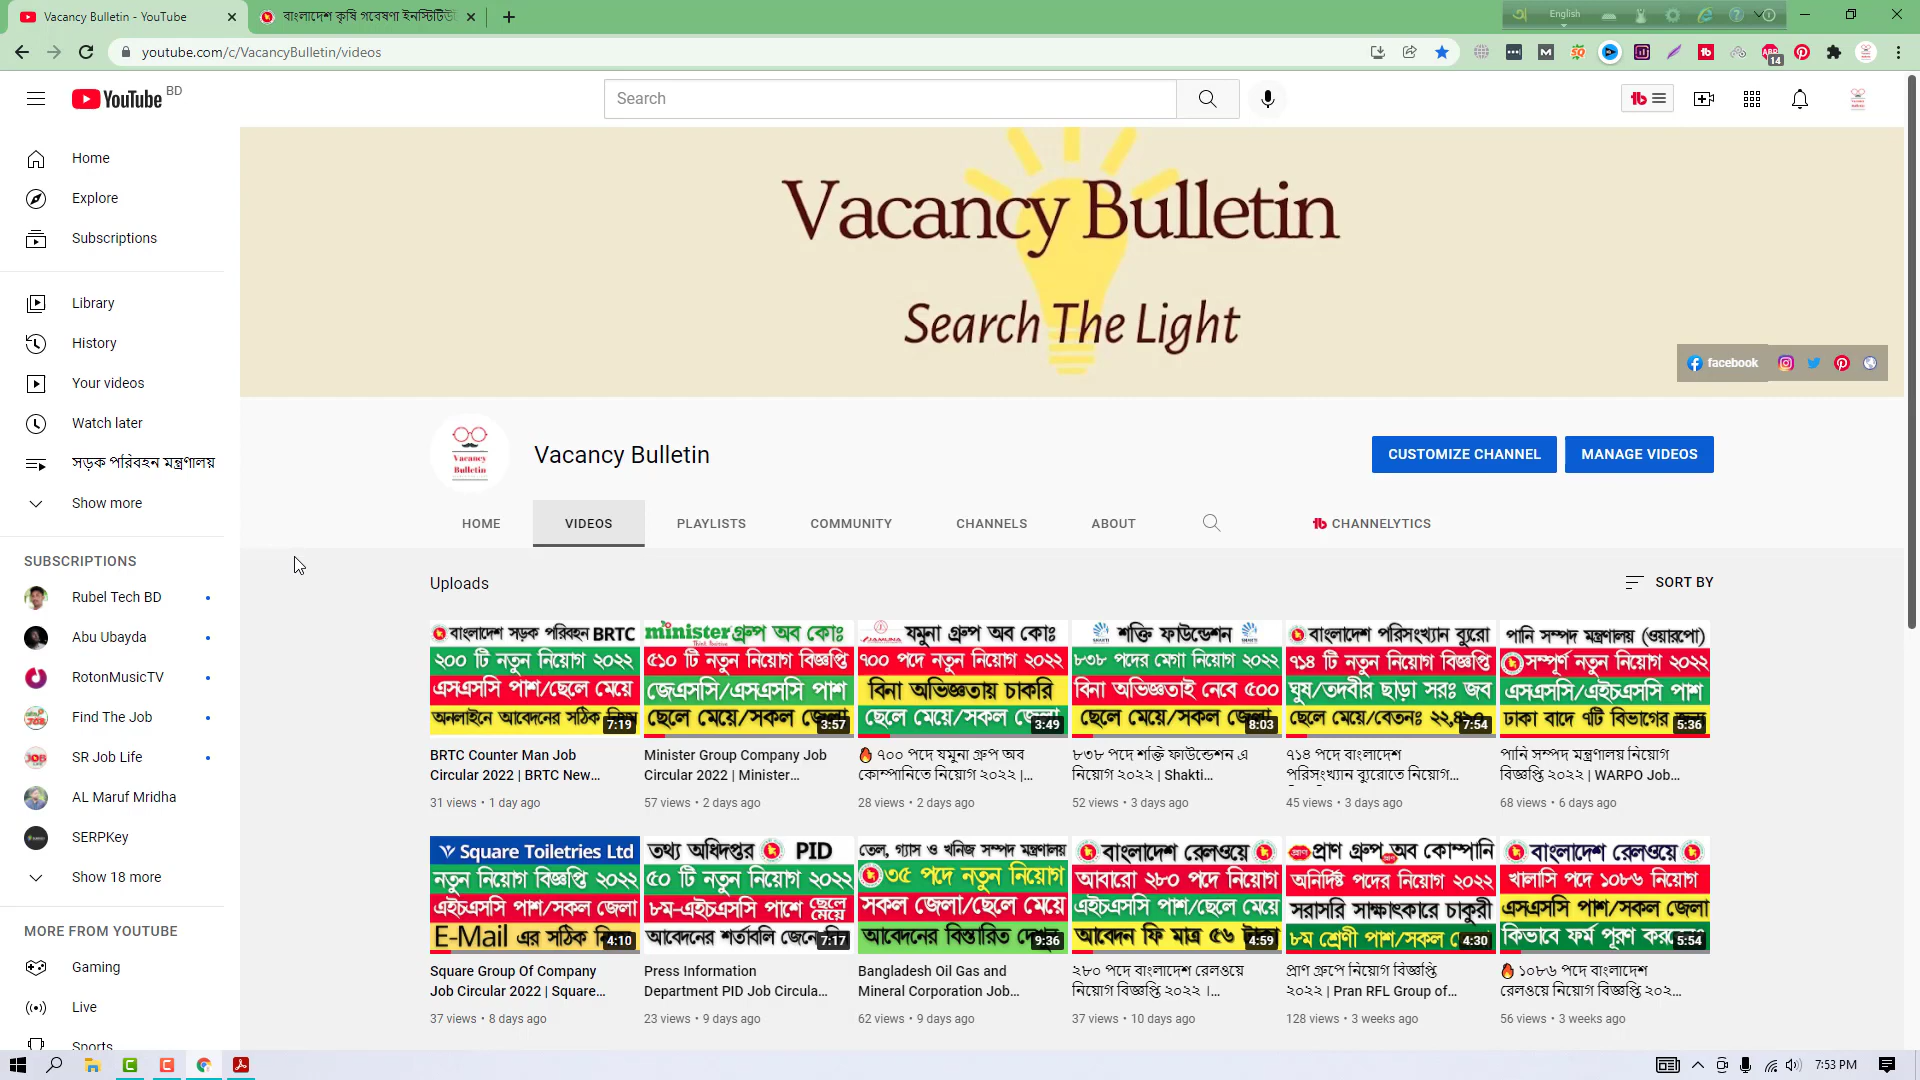 Vacancy Bulletin - YouTube
বাংলাদেশ কৃষি গবেষণা ইনস্টিটিউ
English
youtube.com/c/VacancyBulletin/videos
14
YouTube BD
Search
Home
Explore
Subscriptions
Library
History
Your videos
Watch later
সড়ক পরিবহন মন্ত্রণালয়
Show more
SUBSCRIPTIONS
Rubel Tech BD
Abu Ubayda
RotonMusicTV
Find The Job
SR Job Life
AL Maruf Mridha
SERPKey
Show 18 more
MORE FROM YOUTUBE
Gaming
Live
Sports
Vacancy Bulletin
Search The Light
facebook
Vacancy Bulletin
Vacancy Bulletin
CUSTOMIZE CHANNEL
MANAGE VIDEOS
HOME
VIDEOS
PLAYLISTS
COMMUNITY
CHANNELS
ABOUT
CHANNELYTICS
Uploads
SORT BY
বাংলাদেশ সড়ক পরিবহন BRTC
২০০ টি নতুন নিয়োগ ২০২২
এসএসসি পাশ/ছেলে মেয়ে
অনলাইনে আবেদনের সঠিক
7:19
BRTC Counter Man Job
Circular 2022 | BRTC New...
31 views • 1 day ago
minister গ্রুপ অব কোঃ
৫১০ টি নতুন নিয়োগ বিজ্ঞপ্তি
জেএসসি/এসএসসি পাশ
ছেলে মেয়ে/সকল জেলা
3:57
Minister Group Company Job
Circular 2022 | Minister...
57 views • 2 days ago
যমুনা গ্রুপ অব কোঃ
৭০০ পদে নতুন নিয়োগ ২০২২
বিনা অভিজ্ঞতায় চাকরি
ছেলে মেয়ে/সকল জেলা
3:49
🔥 ৭০০ পদে যমুনা গ্রুপ অব
কোম্পানিতে নিয়োগ ২০২২ |...
28 views • 2 days ago
শক্তি ফাউন্ডেশন
৮৩৮ পদের মেগা নিয়োগ ২০২২
বিনা অভিজ্ঞতাই নেবে ৫০০
ছেলে মেয়ে/সকল জেলা
8:03
৮৩৮ পদে শক্তি ফাউন্ডেশন এ
নিয়োগ ২০২২ | Shakti...
52 views • 3 days ago
বাংলাদেশ পরিসংখ্যান ব্যুরো
৭১৪ টি নতুন নিয়োগ বিজ্ঞপ্তি
ঘুষ/তদবীর ছাড়া সরঃ জব
ছেলে মেয়ে/বেতনঃ ২২,৪
7:54
৭১৪ পদে বাংলাদেশ
পরিসংখ্যান ব্যুরোতে নিয়োগ...
45 views • 3 days ago
পানি সম্পদ মন্ত্রণালয় (ওয়ারপো)
সম্পূর্ণ নতুন নিয়োগ ২০২২
এসএসসি/এইচএসসি পাশ
ঢাকা বাদে ৭টি বিভাগের
5:36
পানি সম্পদ মন্ত্রণালয় নিয়োগ
বিজ্ঞপ্তি ২০২২ | WARPO Job...
68 views • 6 days ago
Square Toiletries Ltd
নতুন নিয়োগ বিজ্ঞপ্তি ২০২২
এইচএসসি পাশ/সকল জেলা
E-Mail এর সঠিক
4:10
Square Group Of Company
Job Circular 2022 | Square...
37 views • 8 days ago
তথ্য অধিদপ্তর PID
৫০ টি নতুন নিয়োগ ২০২২
৮ম-এইচএসসি পাশে ছেলে মেয়ে
আবেদনের শর্তাবলি জেনে
7:17
Press Information
Department PID Job Circula...
23 views • 9 days ago
তেল, গ্যাস ও খনিজ সম্পদ মন্ত্রণালয়
৩৫ পদে নতুন নিয়োগ
সকল জেলা/ছেলে মেয়ে
আবেদনের বিস্তারিত দেখুন
9:36
Bangladesh Oil Gas and
Mineral Corporation Job...
62 views • 9 days ago
বাংলাদেশ রেলওয়ে
আবারো ২৮০ পদে নিয়োগ
এইচএসসি পাশ/ছেলে মেয়ে
আবেদন ফি মাত্র ৫৬ টাকা
4:59
২৮০ পদে বাংলাদেশ রেলওয়ে
নিয়োগ বিজ্ঞপ্তি ২০২২ ।...
37 views • 10 days ago
প্রাণ গ্রুপ অব কোম্পানি
অনির্দিষ্ট পদের নিয়োগ ২০২২
সরাসরি সাক্ষাৎকারে চাকুরী
৮ম শ্রেণী পাশ/সকল
4:30
প্রাণ গ্রুপে নিয়োগ বিজ্ঞপ্তি
২০২২ | Pran RFL Group of...
128 views • 3 weeks ago
বাংলাদেশ রেলওয়ে
খালাসি পদে ১০৮৬ নিয়োগ
এসএসসি পাশ/সকল জেলা
কিভাবে ফর্ম পূরণ
5:54
🔥 ১০৮৬ পদে বাংলাদেশ
রেলওয়ে নিয়োগ বিজ্ঞপ্তি ২০২...
56 views • 3 weeks ago
7:53 PM